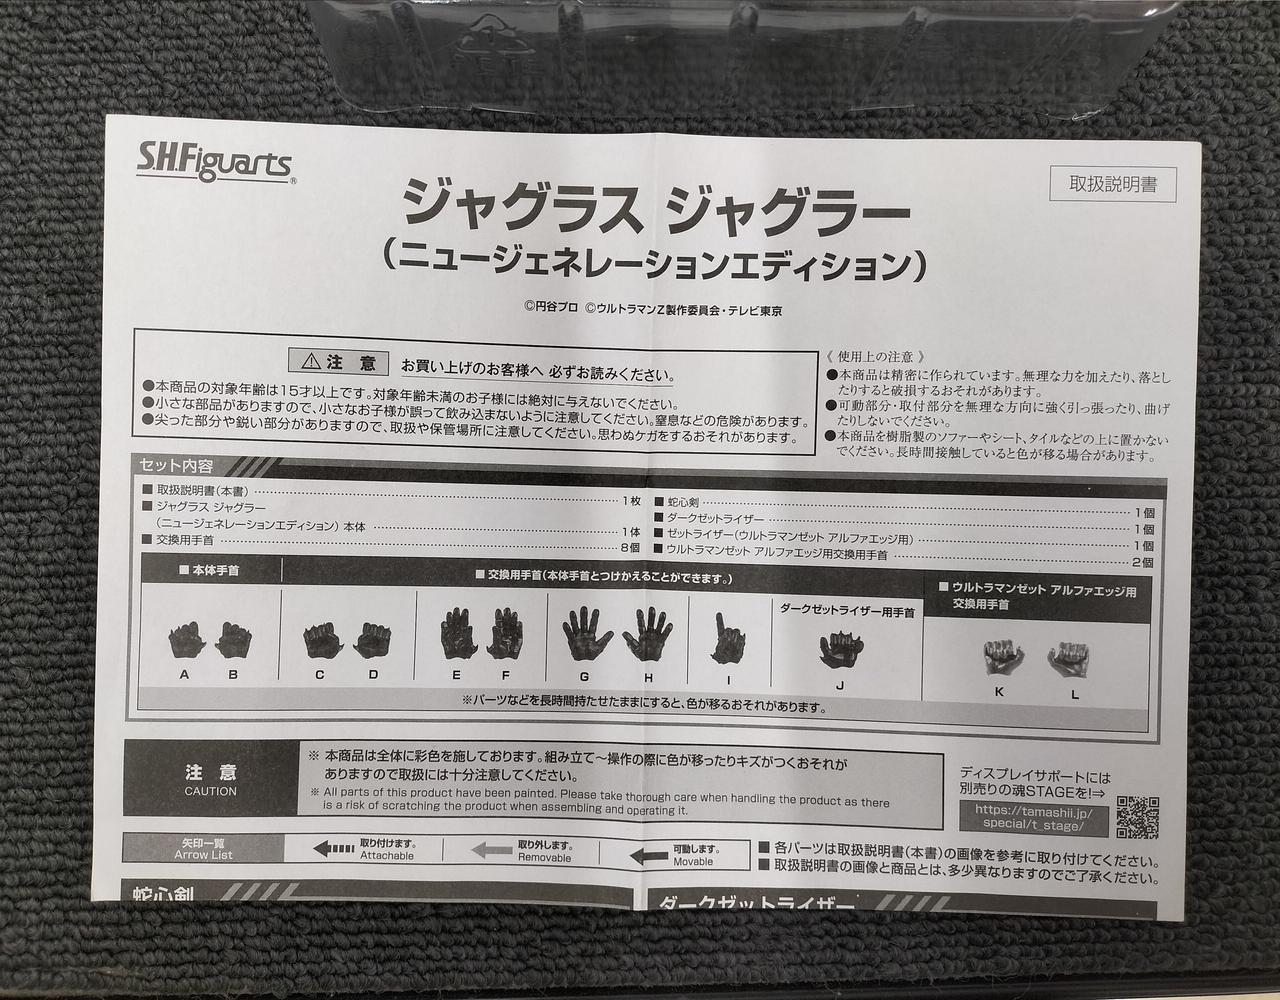 S.H.Figuarts®
取扱説明書
ジャグラス ジャグラー
(ニュージェネレーションエディション)
©円谷プロ ©ウルトラマンZ製作委員会・テレビ東京
⚠注 意 お買い上げのお客様へ 必ずお読みください。
●本商品の対象年齢は15才以上です。対象年齢未満のお子様には絶対に与えないでください。
●小さな部品がありますので、小さなお子様が誤って飲み込まないように注意してください。窒息などの危険があります。
●尖った部分や鋭い部分がありますので、取扱や保管場所に注意してください。思わぬケガをするおそれがあります。
《 使用上の注意 》
●本商品は精密に作られています。無理な力を加えたり、落とし
たりすると破損するおそれがあります。
●可動部分・取付部分を無理な方向に強く引っ張ったり、曲げ
たりしないでください。
●本商品を樹脂製のソファーやシート、タイルなどの上に置かない
でください。長時間接触していると色が移る場合があります。
セット内容
■ 取扱説明書(本書) 1枚
■ ジャグラス ジャグラー
(ニュージェネレーションエディション) 本体 1体
■ 交換用手首 8個
■ 蛇心剣 1個
■ ダークゼットライザー 1個
■ ゼットライザー(ウルトラマンゼット アルファエッジ用) 1個
■ ウルトラマンゼット アルファエッジ用交換用手首 2個
■ 本体手首
■ 交換用手首(本体手首とつけかえることができます。)
■ ウルトラマンゼット アルファエッジ用
交換用手首
ダークゼットライザー用手首
A B C D E F G H I J K L
※パーツなどを長時間持たせたままにすると、色が移るおそれがあります。
注 意
CAUTION
※ 本商品は全体に彩色を施しております。組み立て〜操作の際に色が移ったりキズがつくおそれが
ありますので取扱には十分注意してください。
※ All parts of this product have been painted. Please take thorough care when handling the product as there
is a risk of scratching the product when assembling and operating it.
ディスプレイサポートには
別売りの魂STAGEを!⇒
https://tamashii.jp/
special/t_stage/
矢印一覧
Arrow List
取り付けます。
Attachable
取り外します。
Removable
可動します。
Movable
■ 各パーツは取扱説明書(本書)の画像を参考に取り付けてください。
■ 取扱説明書の画像と商品とは、多少異なりますのでご了承ください。
蛇心剣
ダークゼットライザー